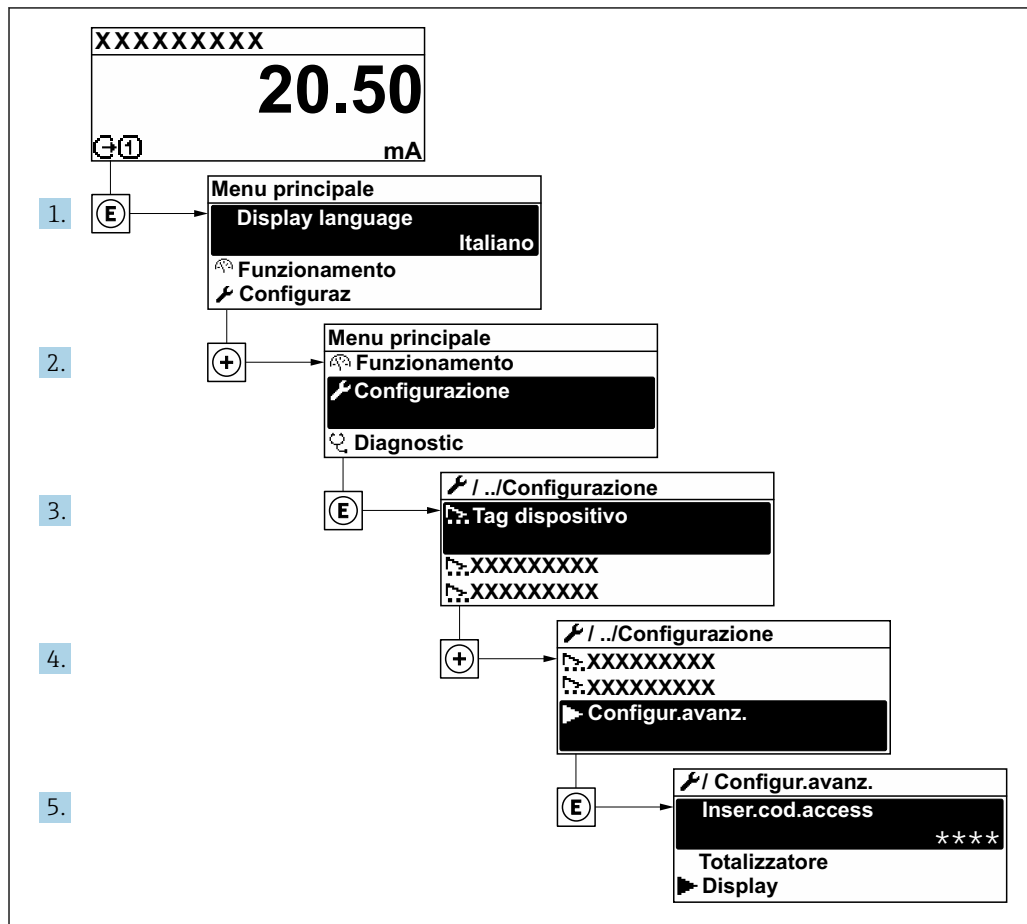 XXXXXXXXX
20.50
1
mA
1.
E
Menu principale
Display language
Italiano
Funzionamento
Configuraz
2.
+
Menu principale
Funzionamento
Configurazione
Diagnostic
3.
E
/ ../Configurazione
Tag dispositivo
XXXXXXXXX
XXXXXXXXX
4.
+
/ ../Configurazione
XXXXXXXXX
XXXXXXXXX
Configur.avanz.
5.
E
/ Configur.avanz.
Inser.cod.access
****
Totalizzatore
Display